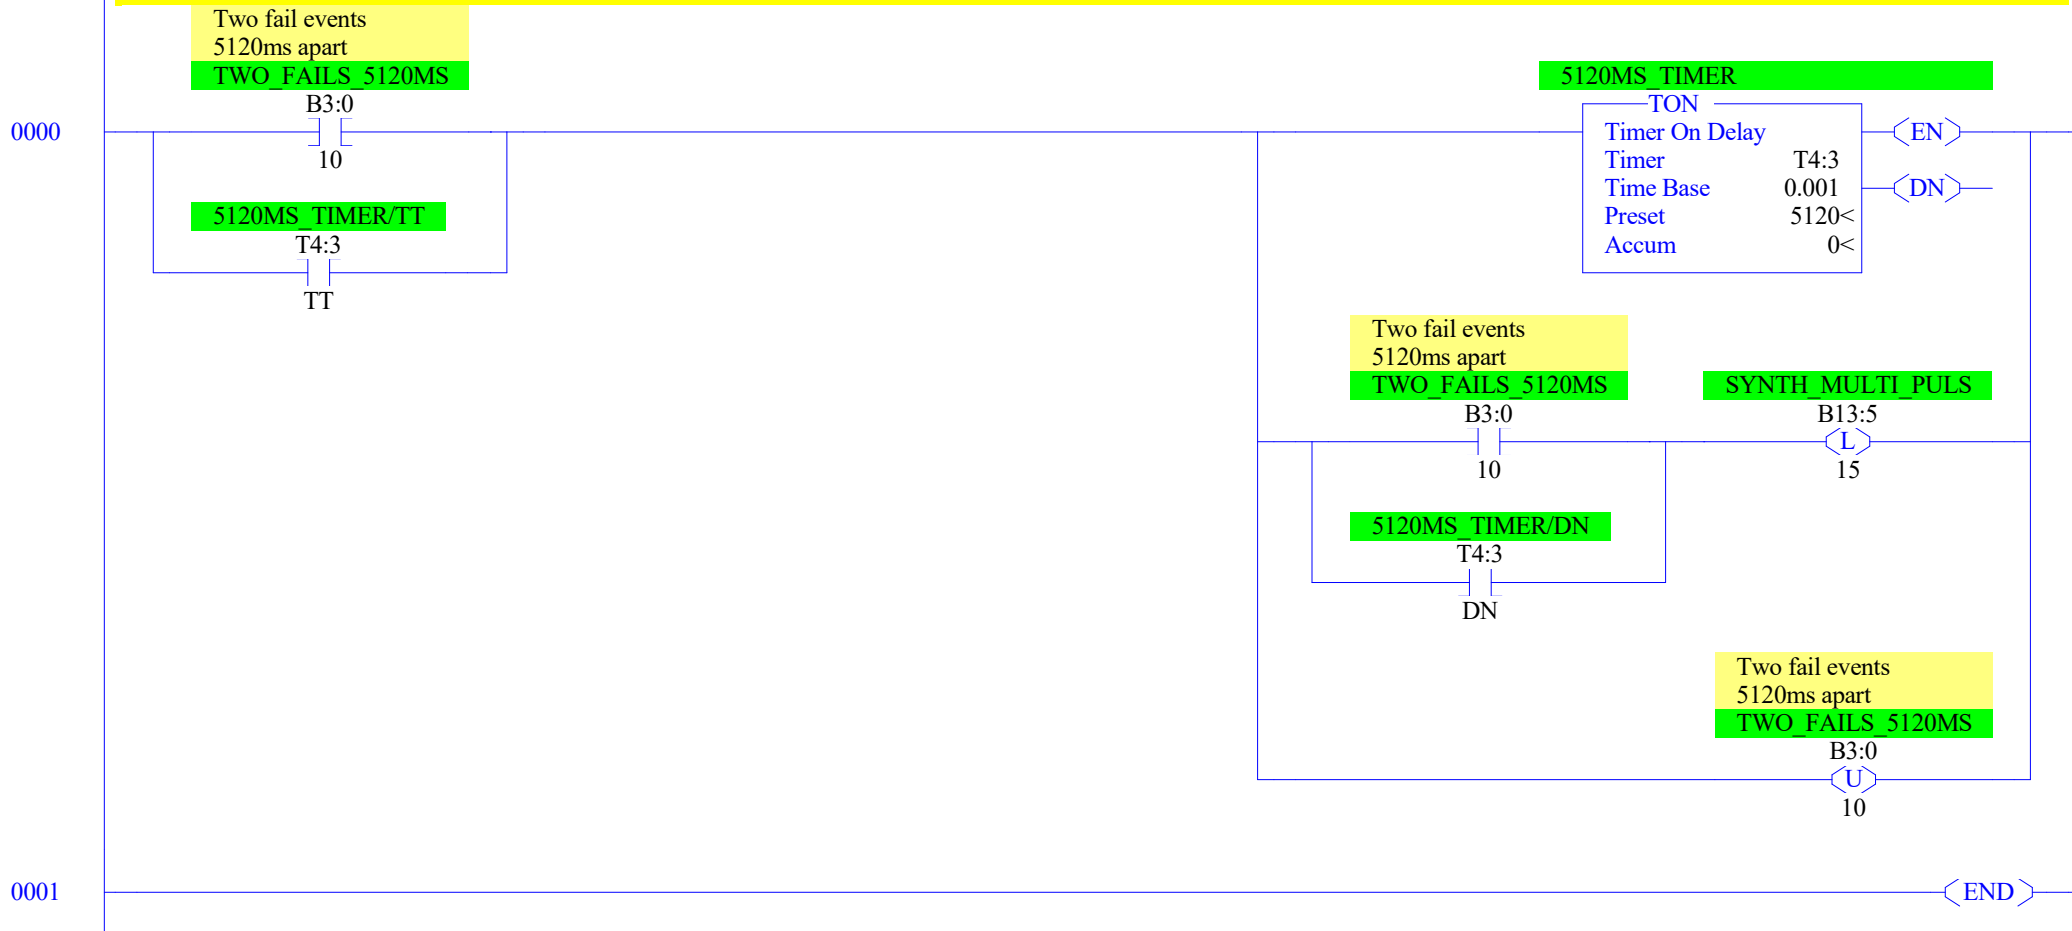 Two fail events
5120ms apart
TWO_FAILS_5120MS
B3:0
10
0000
5120MS_TIMER/TT
T4:3
TT
5120MS_TIMER
TON
Timer On Delay
Timer T4:3
Time Base 0.001
Preset 5120<
Accum 0<
EN
DN
Two fail events
5120ms apart
TWO_FAILS_5120MS
B3:0
10
SYNTH_MULTI_PULS
B13:5
L
15
5120MS_TIMER/DN
T4:3
DN
Two fail events
5120ms apart
TWO_FAILS_5120MS
B3:0
U
10
0001
END